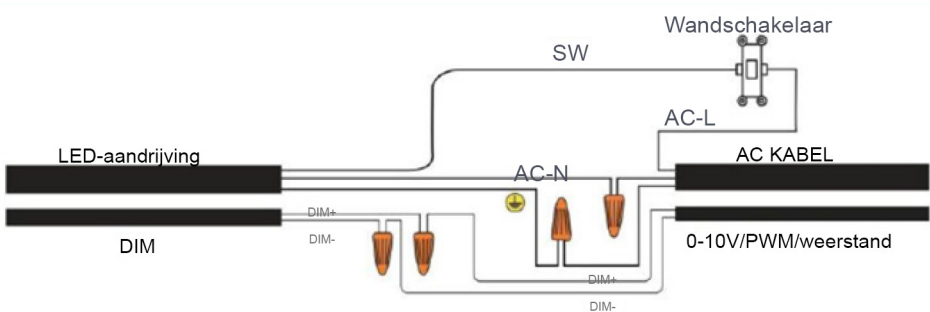 Wandschakelaar
SW
AC-L
LED-aandrijving
AC KABEL
AC-N
DIM+
DIM
DIM-
0-10V/PWM/weerstand
DIM+
DIM-